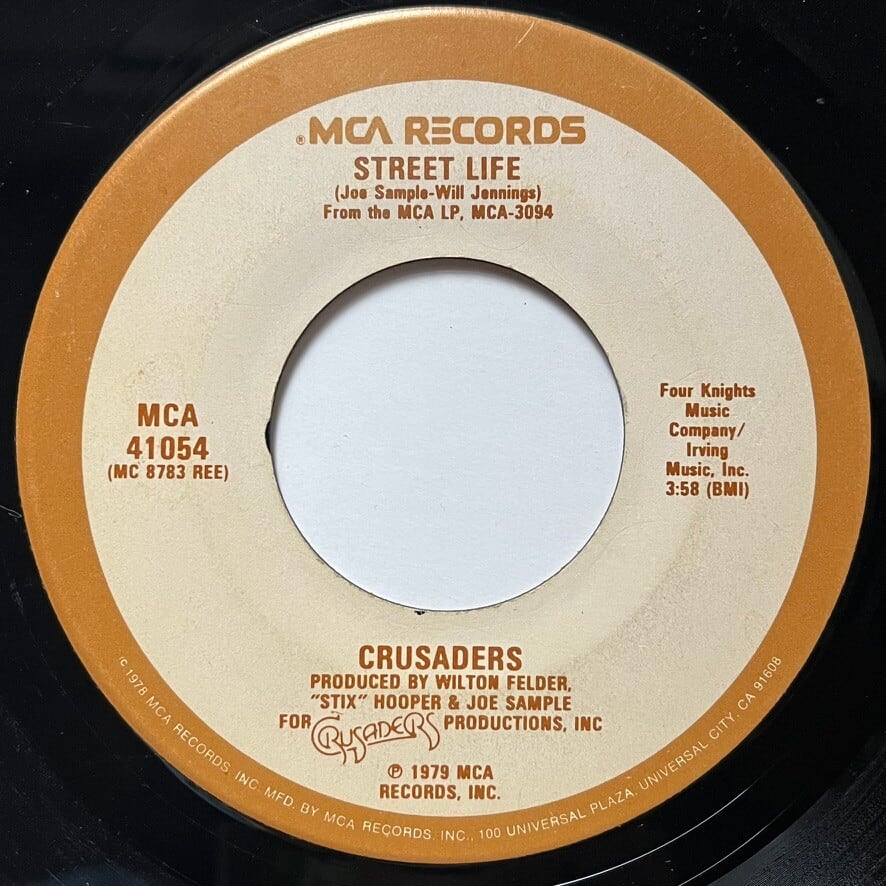 ® MCA RECORDS
STREET LIFE
(Joe Sample-Will Jennings)
From the MCA LP, MCA-3094
MCA
41054
(MC 8783 REE)
Four Knights
Music
Company/
Irving
Music, Inc.
3:58 (BMI)
CRUSADERS
PRODUCED BY WILTON FELDER,
"STIX" HOOPER & JOE SAMPLE
FOR CRUSADERS PRODUCTIONS, INC
℗ 1979 MCA
RECORDS, INC.
© 1978 MCA RECORDS, INC. MFD. BY MCA RECORDS, INC., 100 UNIVERSAL PLAZA, UNIVERSAL CITY, CA 91608